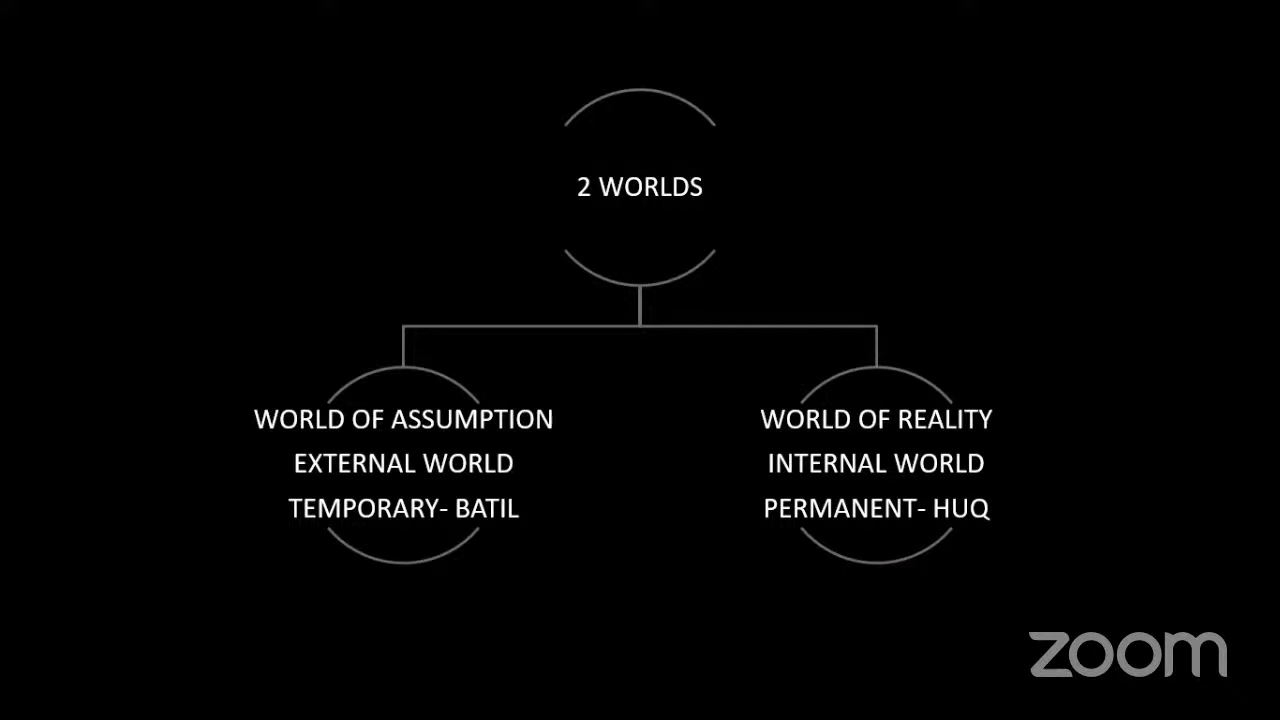 2 WORLDS
WORLD OF ASSUMPTION
EXTERNAL WORLD
TEMPORARY- BATIL
WORLD OF REALITY
INTERNAL WORLD
PERMANENT- HUQ
zoom